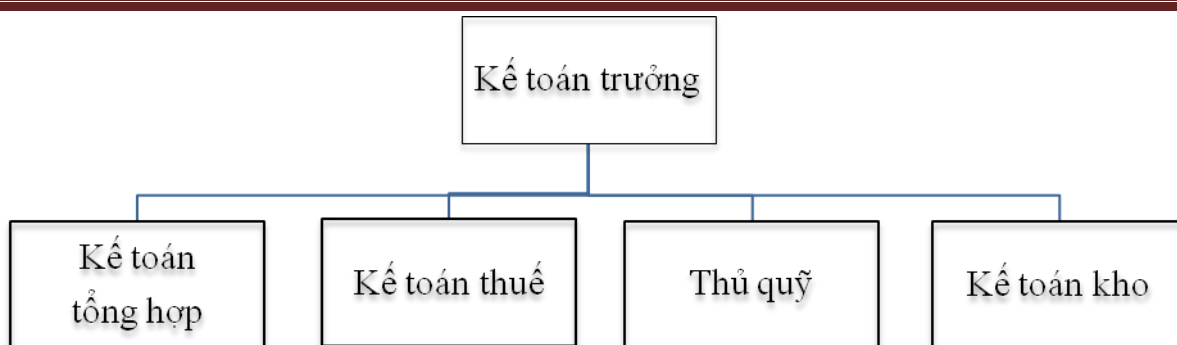 Kế toán trưởng
Kế toán
tổng hợp
Kế toán thuế
Thủ quỹ
Kế toán kho